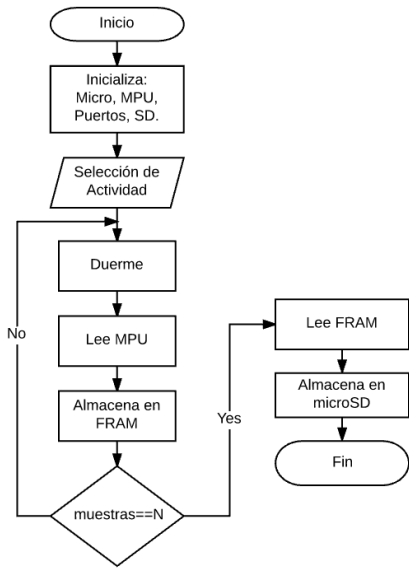 Inicio
Inicializa:
Micro, MPU,
Puertos, SD.
Selección de
Actividad
Duerme
Lee MPU
Almacena en
FRAM
muestras==N
No
Yes
Lee FRAM
Almacena en
microSD
Fin